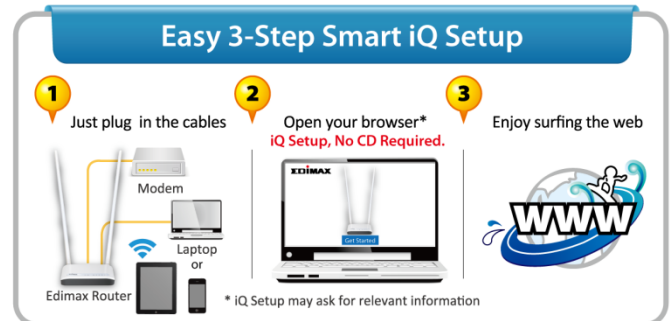 Easy 3-Step Smart iQ Setup
1
Just plug in the cables
Modem
Laptop
or
Edimax Router
2
Open your browser*
iQ Setup, No CD Required.
EDIMAX
Get Started
* iQ Setup may ask for relevant information
3
Enjoy surfing the web
WWW